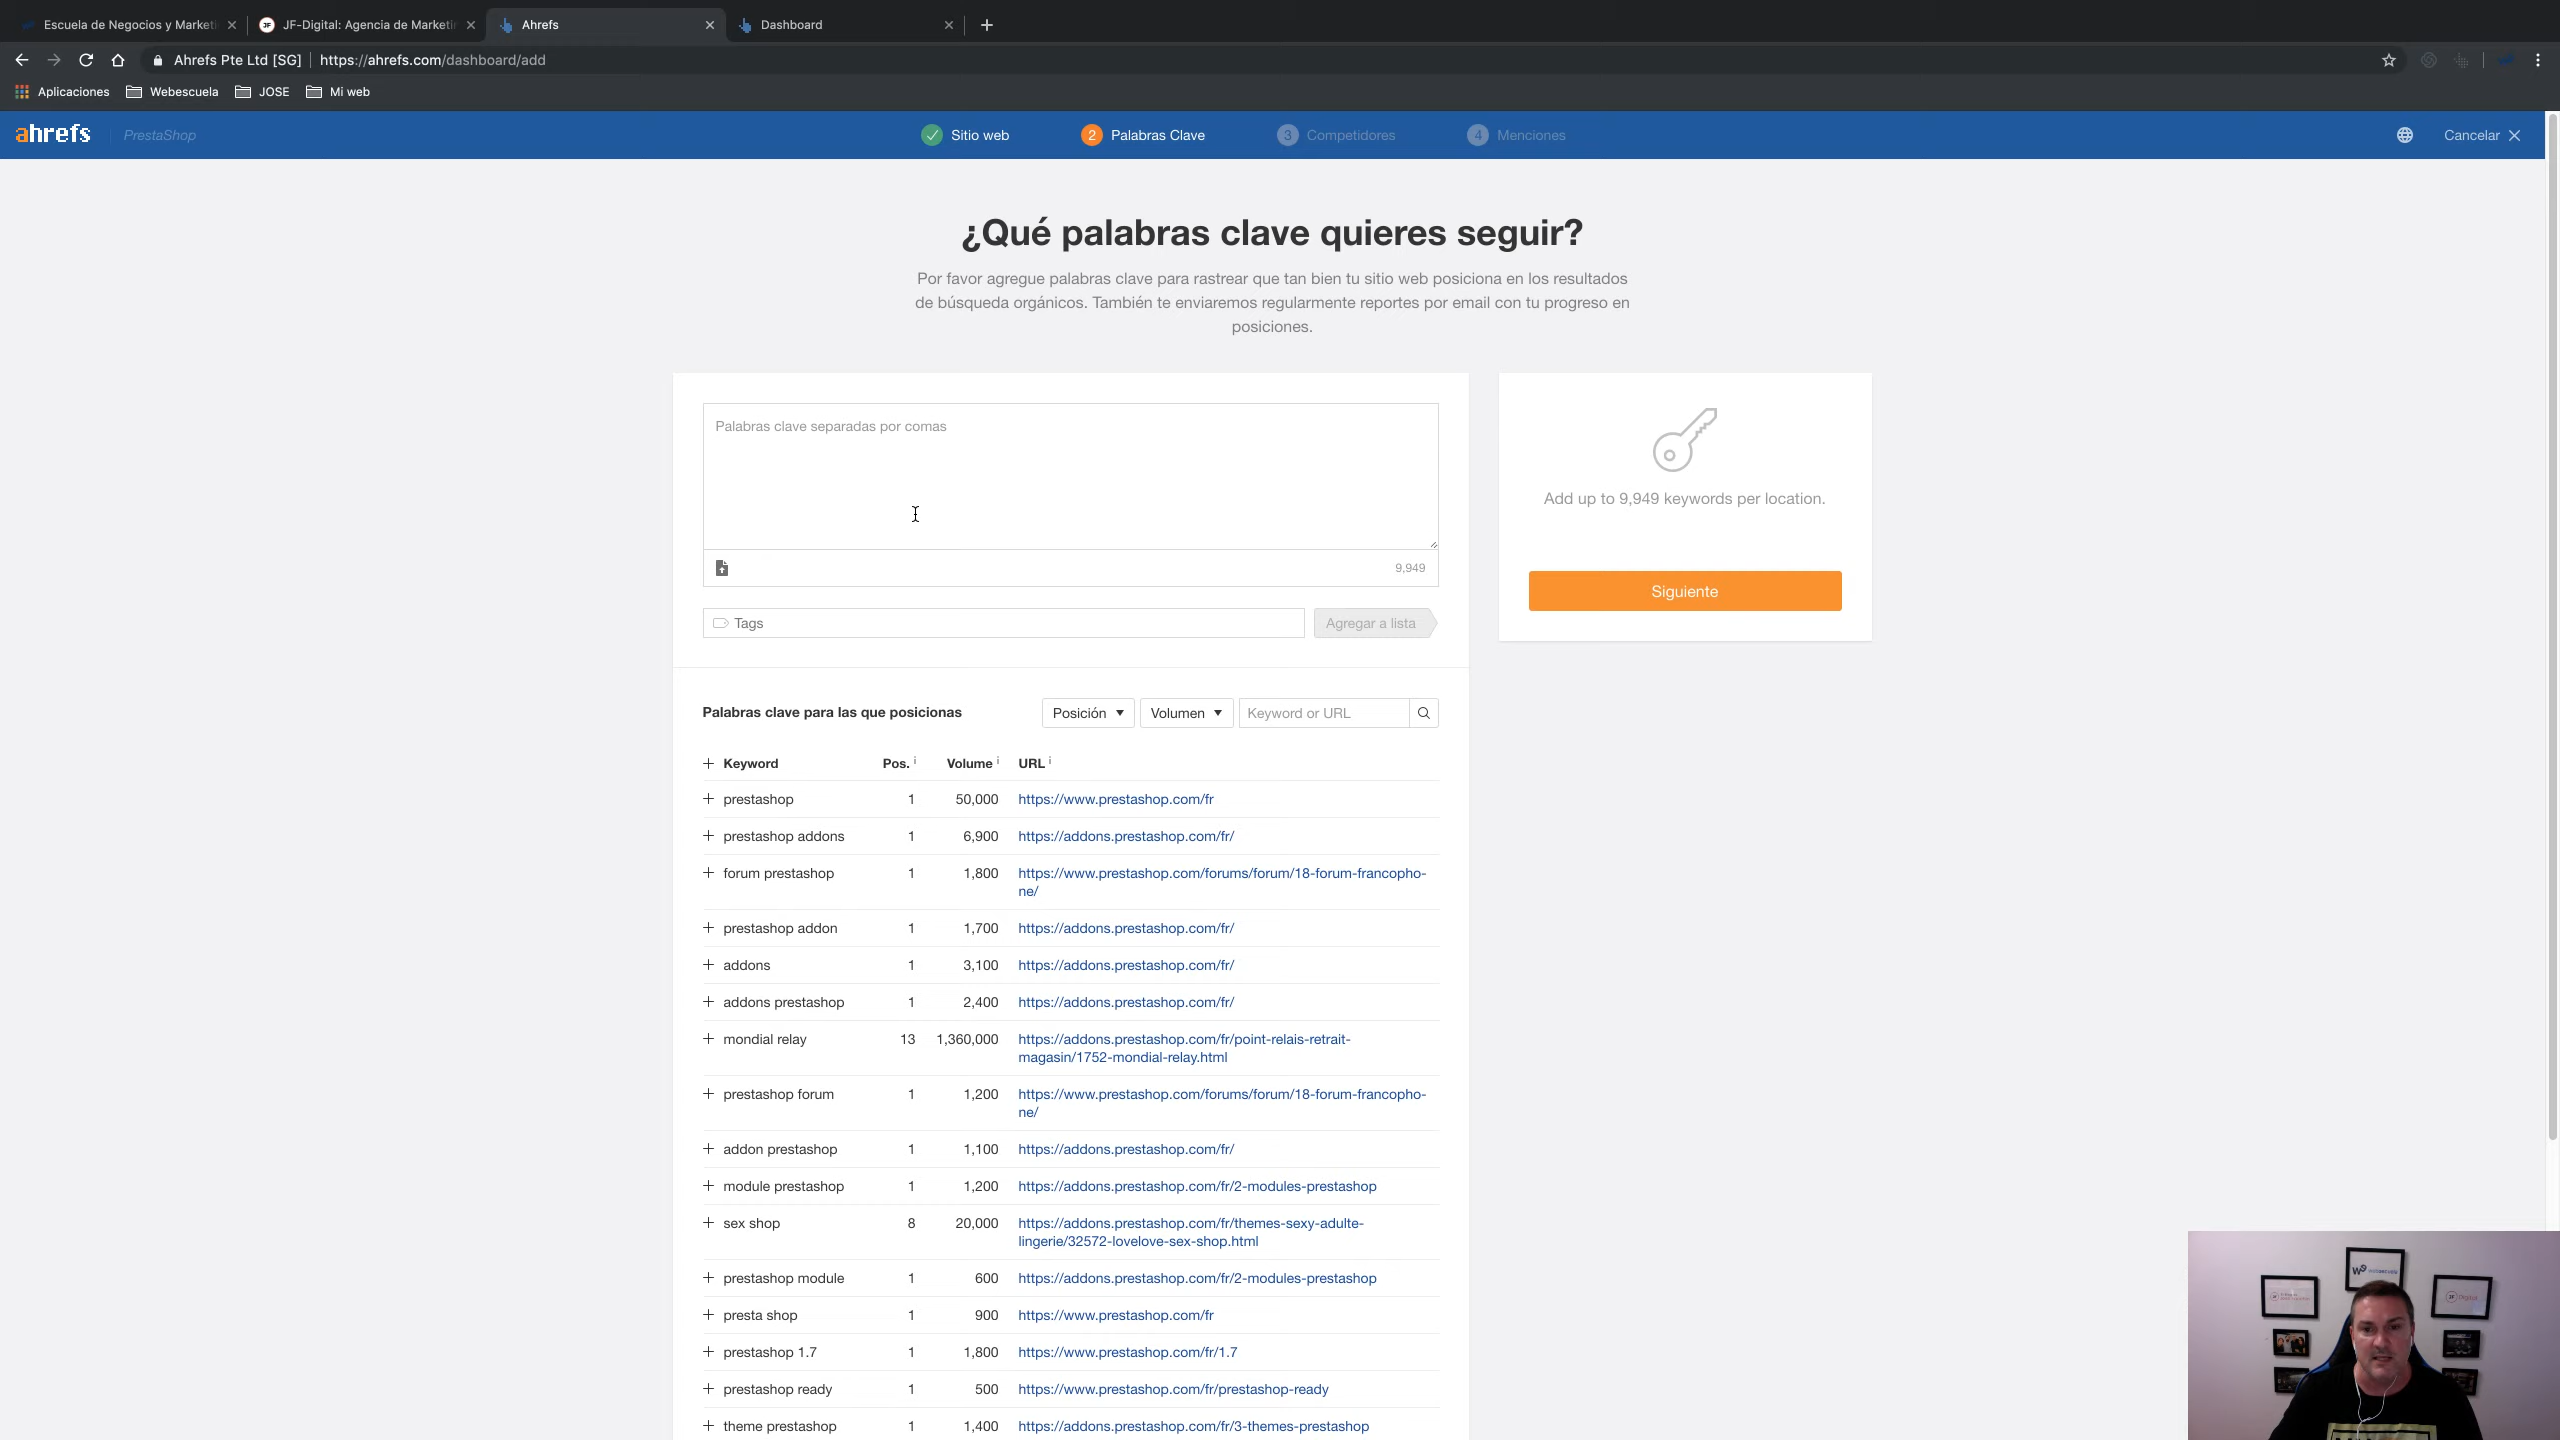 Escuela de Negocios y Marketi
JF-Digital: Agencia de Marketin
Ahrefs
Dashboard
Ahrefs Pte Ltd [SG] | https://ahrefs.com/dashboard/add
Aplicaciones
Webescuela
JOSE
Mi web
ahrefs
PrestaShop
Sitio web
2 Palabras Clave
3 Competidores
4 Menciones
Cancelar
¿Qué palabras clave quieres seguir?
Por favor agregue palabras clave para rastrear que tan bien tu sitio web posiciona en los resultados
de búsqueda orgánicos. También te enviaremos regularmente reportes por email con tu progreso en
posiciones.
Palabras clave separadas por comas
9,949
Tags
Agregar a lista
Add up to 9,949 keywords per location.
Siguiente
Palabras clave para las que posicionas
Posición
Volumen
Keyword or URL
+ Keyword Pos. i Volume i URL i
+ prestashop 1 50,000 https://www.prestashop.com/fr
+ prestashop addons 1 6,900 https://addons.prestashop.com/fr/
+ forum prestashop 1 1,800 https://www.prestashop.com/forums/forum/18-forum-francopho-
ne/
+ prestashop addon 1 1,700 https://addons.prestashop.com/fr/
+ addons 1 3,100 https://addons.prestashop.com/fr/
+ addons prestashop 1 2,400 https://addons.prestashop.com/fr/
+ mondial relay 13 1,360,000 https://addons.prestashop.com/fr/point-relais-retrait-
magasin/1752-mondial-relay.html
+ prestashop forum 1 1,200 https://www.prestashop.com/forums/forum/18-forum-francopho-
ne/
+ addon prestashop 1 1,100 https://addons.prestashop.com/fr/
+ module prestashop 1 1,200 https://addons.prestashop.com/fr/2-modules-prestashop
+ sex shop 8 20,000 https://addons.prestashop.com/fr/themes-sexy-adulte-
lingerie/32572-lovelove-sex-shop.html
+ prestashop module 1 600 https://addons.prestashop.com/fr/2-modules-prestashop
+ presta shop 1 900 https://www.prestashop.com/fr
+ prestashop 1.7 1 1,800 https://www.prestashop.com/fr/1.7
+ prestashop ready 1 500 https://www.prestashop.com/fr/prestashop-ready
+ theme prestashop 1 1,400 https://addons.prestashop.com/fr/3-themes-prestashop